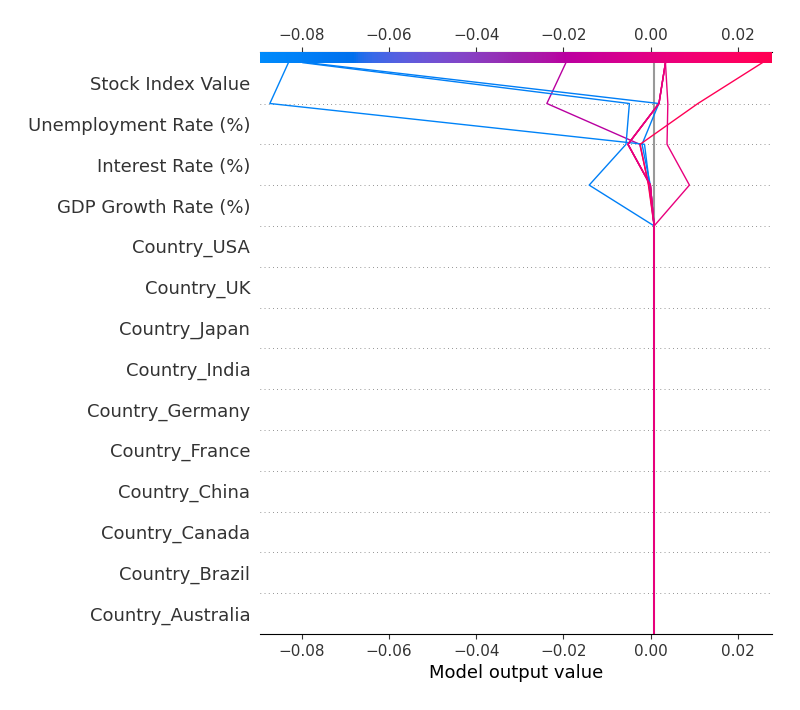 −0.08 −0.06 −0.04 −0.02 0.00 0.02
Stock Index Value
Unemployment Rate (%)
Interest Rate (%)
GDP Growth Rate (%)
Country_USA
Country_UK
Country_Japan
Country_India
Country_Germany
Country_France
Country_China
Country_Canada
Country_Brazil
Country_Australia
−0.08 −0.06 −0.04 −0.02 0.00 0.02
Model output value